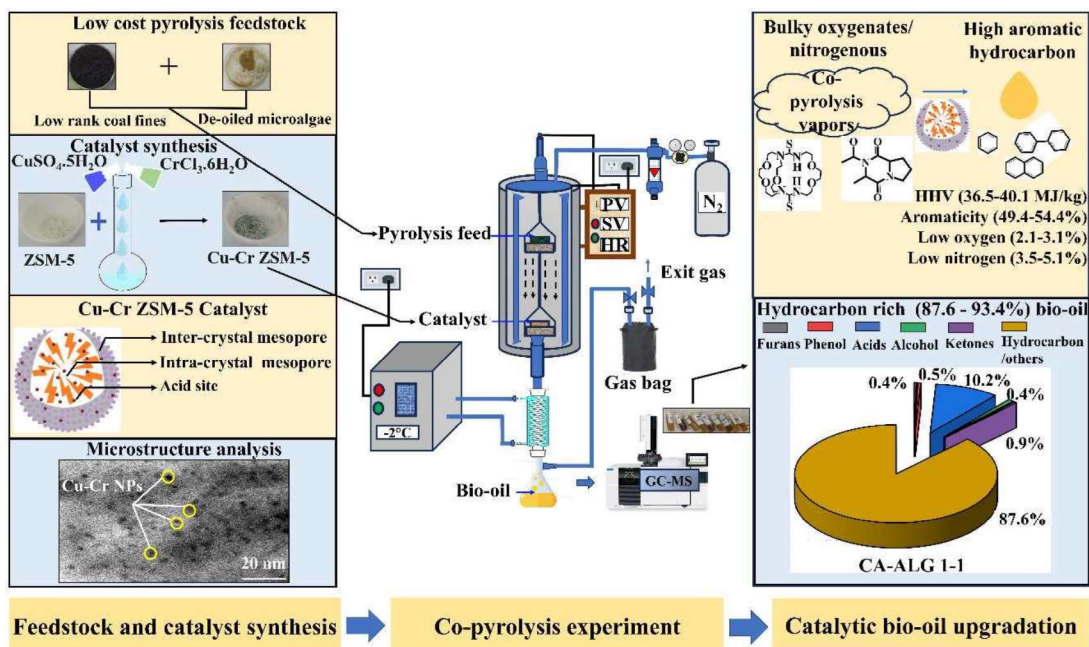 Low cost pyrolysis feedstock
+
Low rank coal fines
De-oiled microalgae
Catalyst synthesis
CuSO₄.5H₂O
CrCl₃.6H₂O
+
ZSM-5
Cu-Cr ZSM-5
Cu-Cr ZSM-5 Catalyst
Inter-crystal mesopore
Intra-crystal mesopore
Acid site
Microstructure analysis
Cu-Cr NPs
20 nm
Pyrolysis feed
Catalyst
PV
SV
HR
N₂
Exit gas
Gas bag
-2°C
Bio-oil
GC-MS
Bulky oxygenates/
nitrogenous
High aromatic
hydrocarbon
Co-
pyrolysis
vapors
HHV (36.5-40.1 MJ/kg)
Aromaticity (49.4-54.4%)
Low oxygen (2.1-3.1%)
Low nitrogen (3.5-5.1%)
Hydrocarbon rich (87.6 - 93.4%) bio-oil
Furans Phenol Acids Alcohol Ketones Hydrocarbon
/others
0.4%
0.5%
10.2%
0.4%
0.9%
87.6%
CA-ALG 1-1
Feedstock and catalyst synthesis
Co-pyrolysis experiment
Catalytic bio-oil upgradation